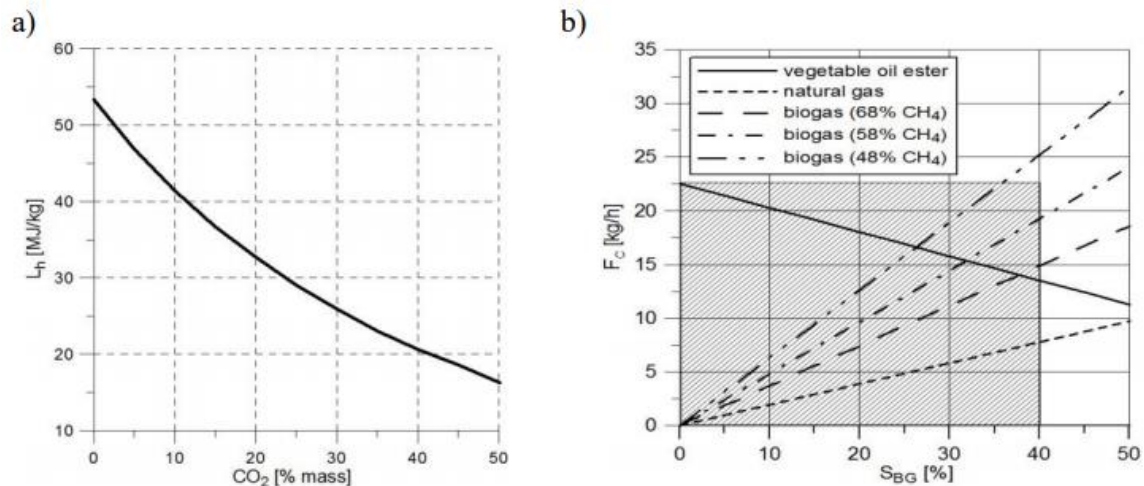 a)
60
50
40
30
20
10
L_h [MJ/kg]
0 10 20 30 40 50
CO₂ [% mass]
b)
35
30
25
20
15
10
5
0
F_C [kg/h]
vegetable oil ester
natural gas
biogas (68% CH₄)
biogas (58% CH₄)
biogas (48% CH₄)
0 10 20 30 40 50
S_BG [%]